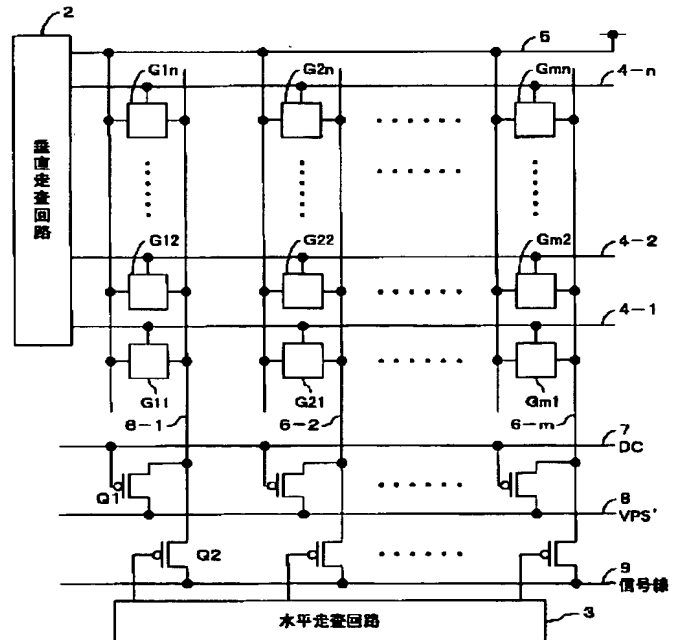 2
5
G1n
G2n
Gmn
4-n
垂直走査回路
G12
G22
Gm2
4-2
4-1
G11
G21
Gm1
6-1
6-2
6-m
7
DC
Q1
8
VPS'
Q2
9
信号線
水平走査回路
3